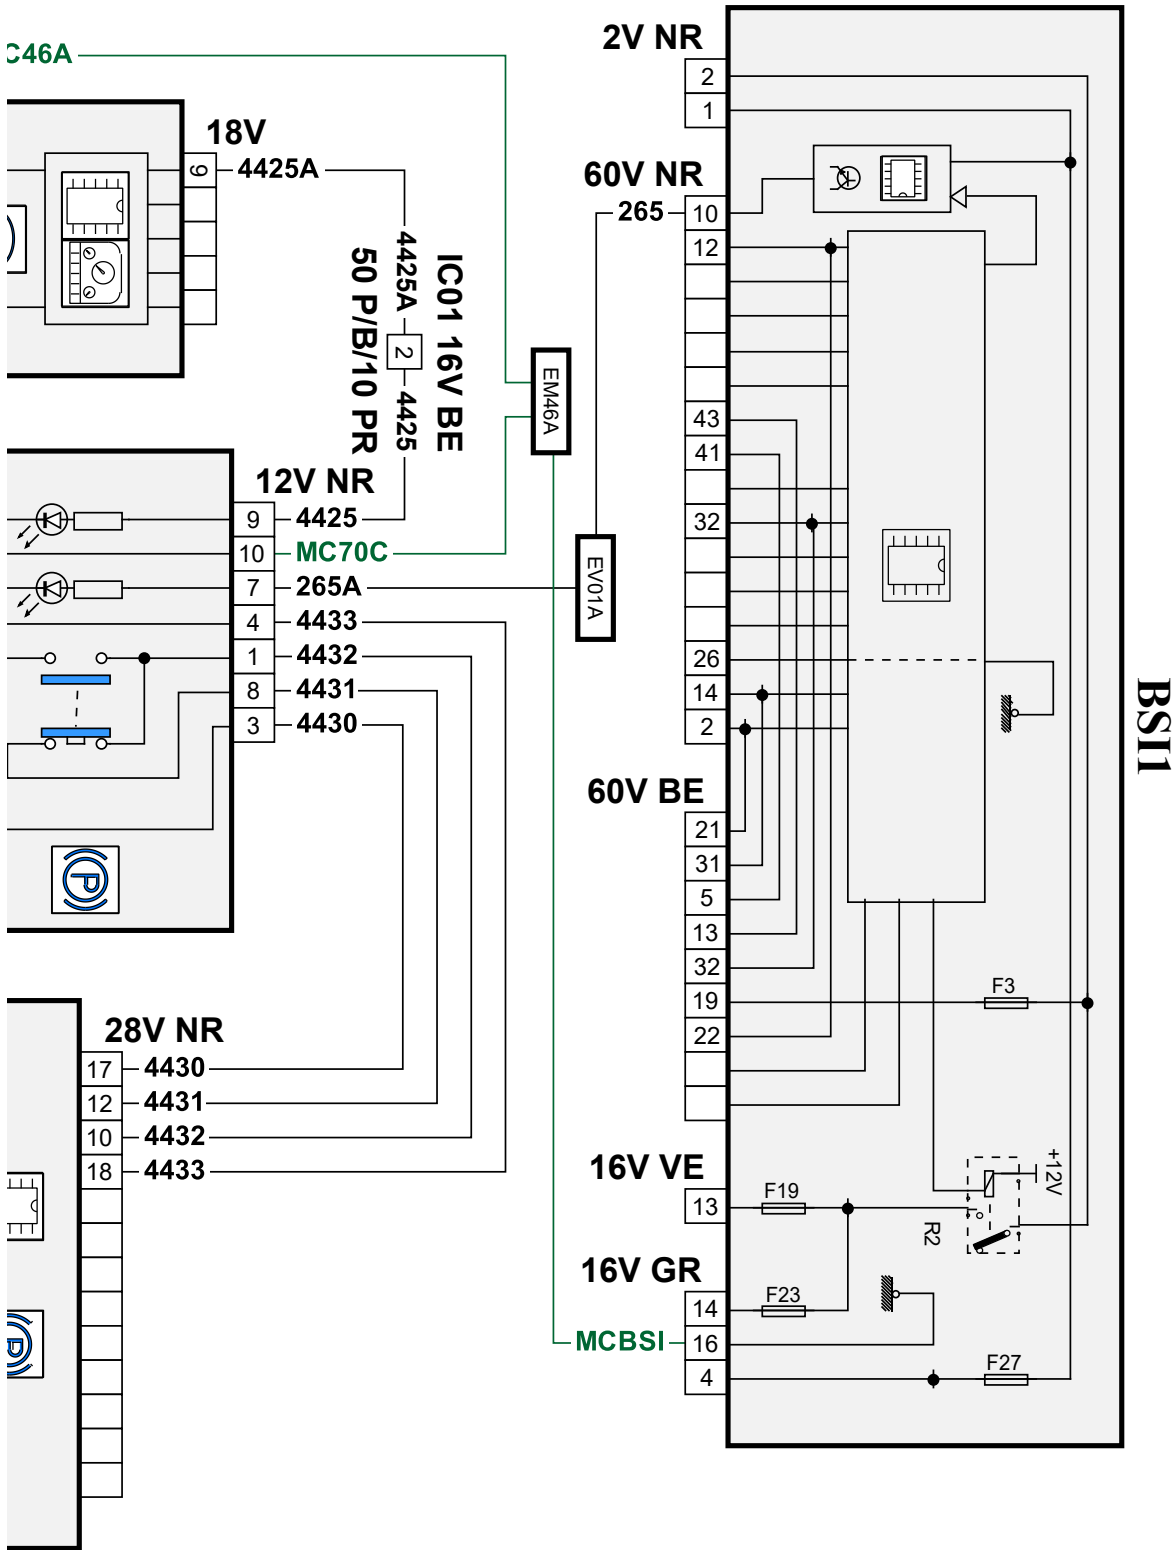 C46A
18V
9 4425A
4425A
2
4425
IC01 16V BE
50 P/B/10 PR
EM46A
EV01A
12V NR
9 4425
10 MC70C
7 265A
4 4433
1 4432
8 4431
3 4430
P
28V NR
17 4430
12 4431
10 4432
18 4433
P
2V NR
2
1
60V NR
265 10
12
43
41
32
26
14
2
60V BE
21
31
5
13
32
19 F3
22
16V VE
13 F19
+12V
R2
16V GR
14 F23
MCBSI 16
4 F27
BSI1